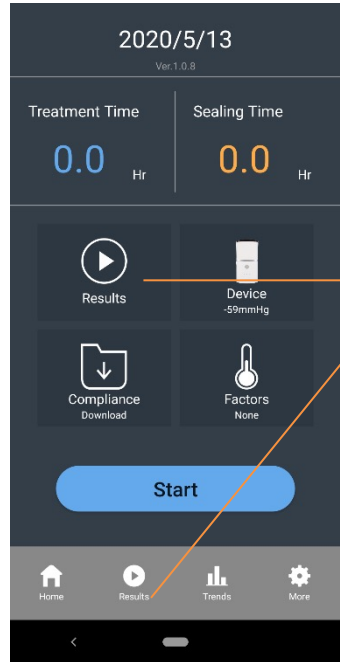 2020/5/13
Ver.1.0.8
Treatment Time
Sealing Time
0.0 Hr
0.0 Hr
Results
Device
-59mmHg
Compliance
Download
Factors
None
Start
Home
Results
Trends
More